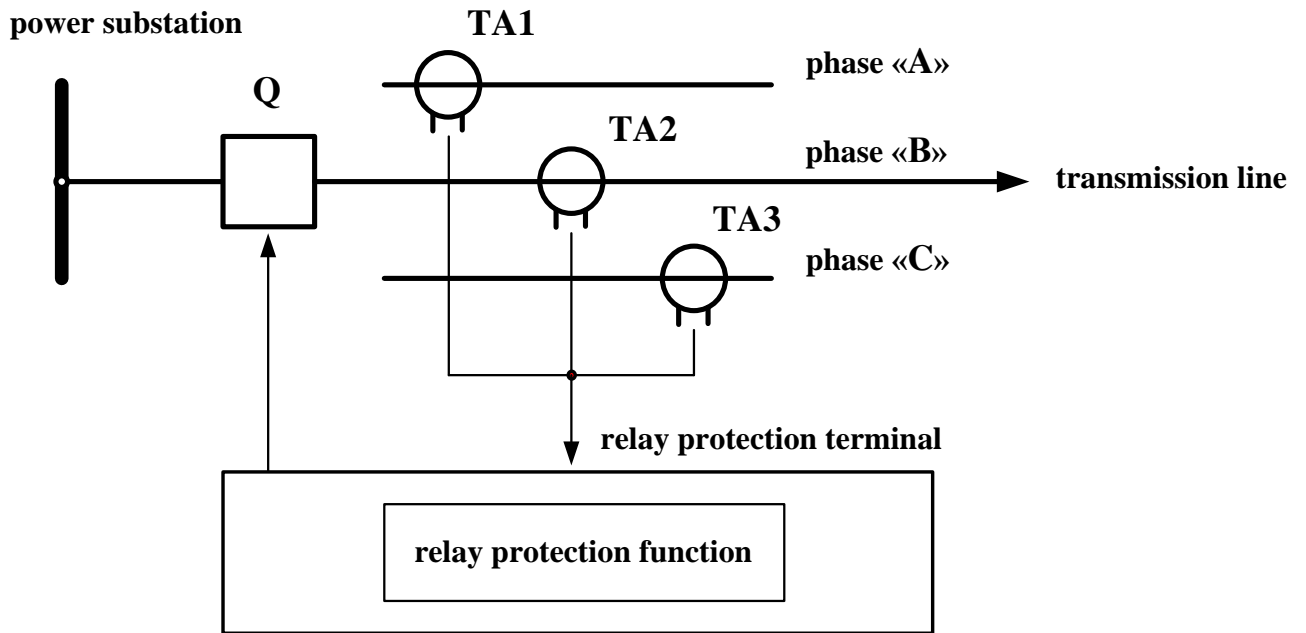 power substation
TA1
phase «A»
Q
TA2
phase «B»
transmission line
TA3
phase «C»
relay protection terminal
relay protection function